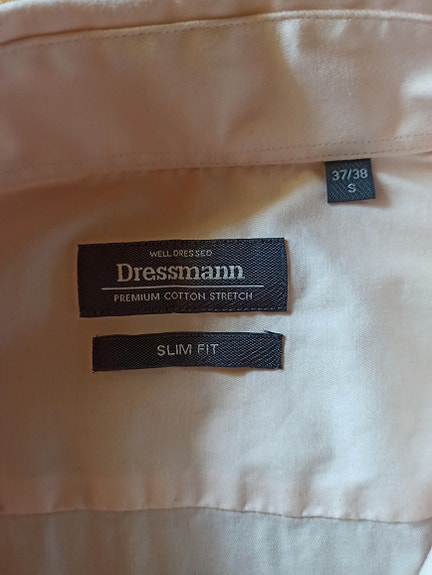 37/38
S
WELL DRESSED
Dressmann
PREMIUM COTTON STRETCH
SLIM FIT